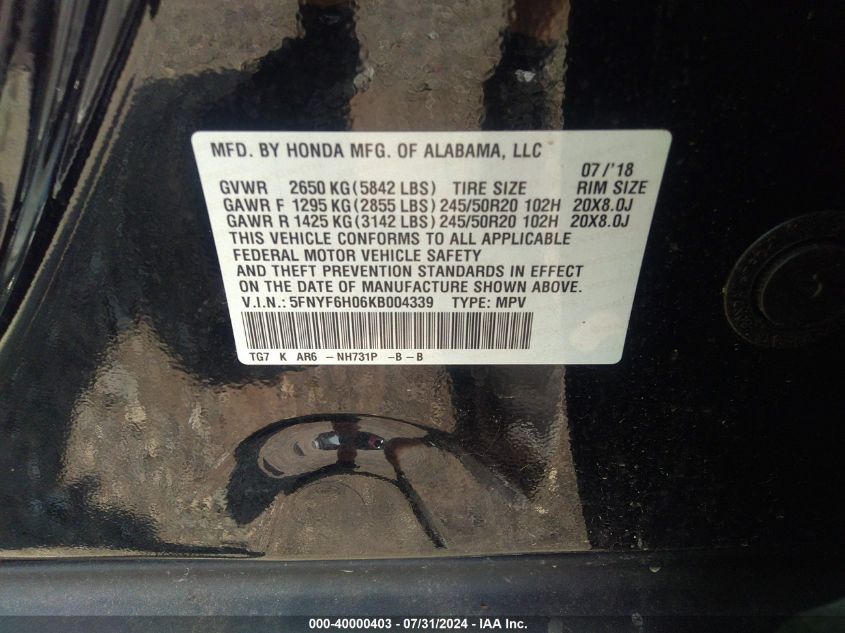 MFD. BY HONDA MFG. OF ALABAMA, LLC
07/'18
GVWR 2650 KG(5842 LBS) TIRE SIZE RIM SIZE
GAWR F 1295 KG(2855 LBS) 245/50R20 102H 20X8.0J
GAWR R 1425 KG(3142 LBS) 245/50R20 102H 20X8.0J
THIS VEHICLE CONFORMS TO ALL APPLICABLE
FEDERAL MOTOR VEHICLE SAFETY
AND THEFT PREVENTION STANDARDS IN EFFECT
ON THE DATE OF MANUFACTURE SHOWN ABOVE.
V.I.N.: 5FNYF6H06KB004339 TYPE: MPV
TG7 K AR6 -NH731P -B-B
000-40000403 - 07/31/2024 - IAA Inc.